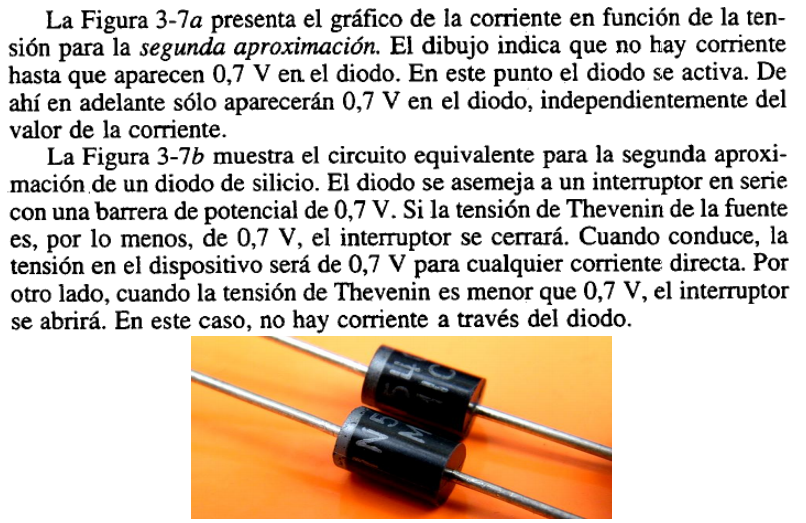 La Figura 3-7a presenta el gráfico de la corriente en función de la ten-
sión para la segunda aproximación. El dibujo indica que no hay corriente
hasta que aparecen 0,7 V en el diodo. En este punto el diodo se activa. De
ahí en adelante sólo aparecerán 0,7 V en el diodo, independientemente del
valor de la corriente.
La Figura 3-7b muestra el circuito equivalente para la segunda aproxi-
mación de un diodo de silicio. El diodo se asemeja a un interruptor en serie
con una barrera de potencial de 0,7 V. Si la tensión de Thevenin de la fuente
es, por lo menos, de 0,7 V, el interruptor se cerrará. Cuando conduce, la
tensión en el dispositivo será de 0,7 V para cualquier corriente directa. Por
otro lado, cuando la tensión de Thevenin es menor que 0,7 V, el interruptor
se abrirá. En este caso, no hay corriente a través del diodo.
54
10
N5
M